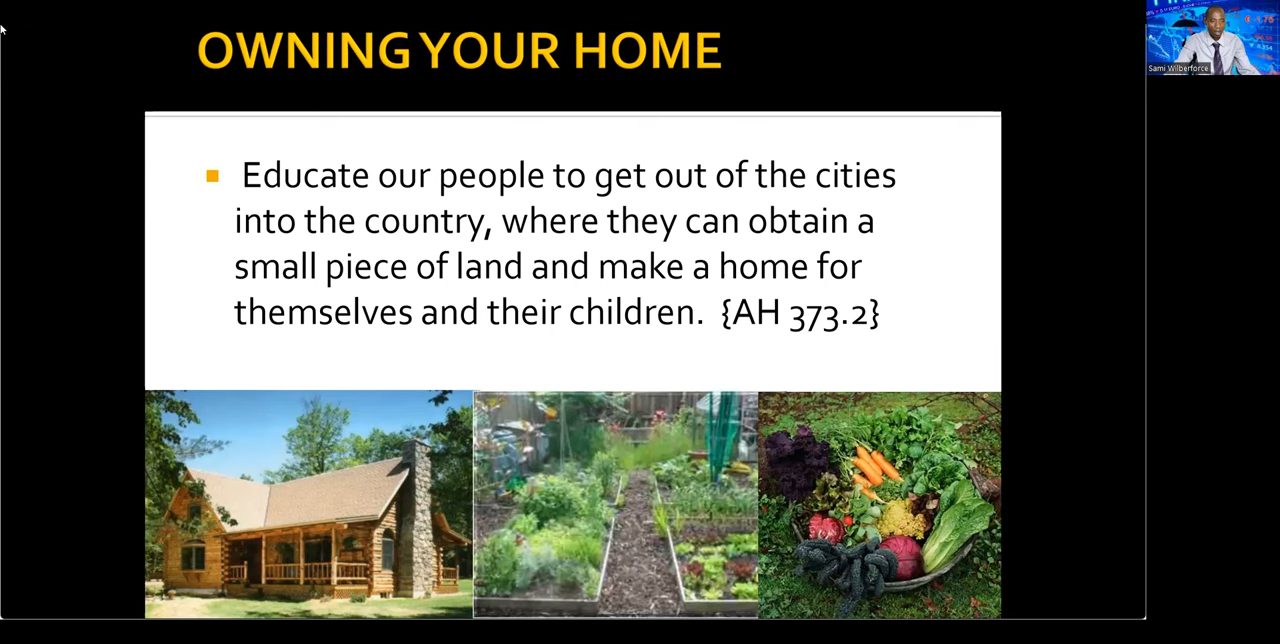 OWNING YOUR HOME
Educate our people to get out of the cities
into the country, where they can obtain a
small piece of land and make a home for
themselves and their children. {AH 373.2}
Sami Wilberforce